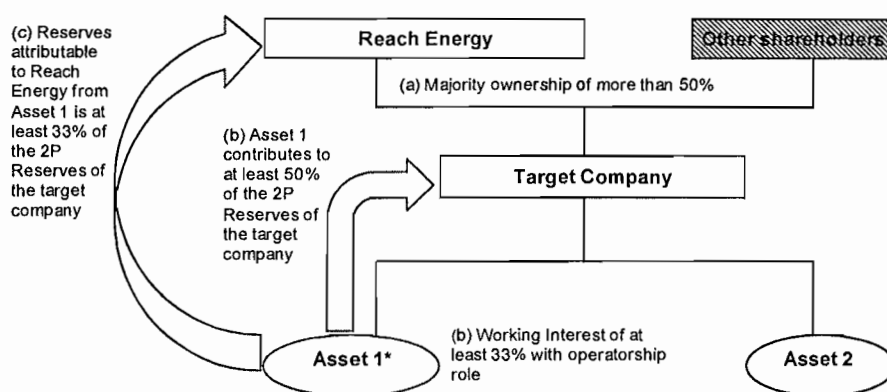 (c) Reserves
attributable
to Reach
Energy from
Asset 1 is at
least 33% of
the 2P
Reserves of
the target
company
Reach Energy
Other shareholders
(a) Majority ownership of more than 50%
(b) Asset 1
contributes to
at least 50%
of the 2P
Reserves of
the target
company
Target Company
Asset 1*
(b) Working Interest of at
least 33% with operatorship
role
Asset 2